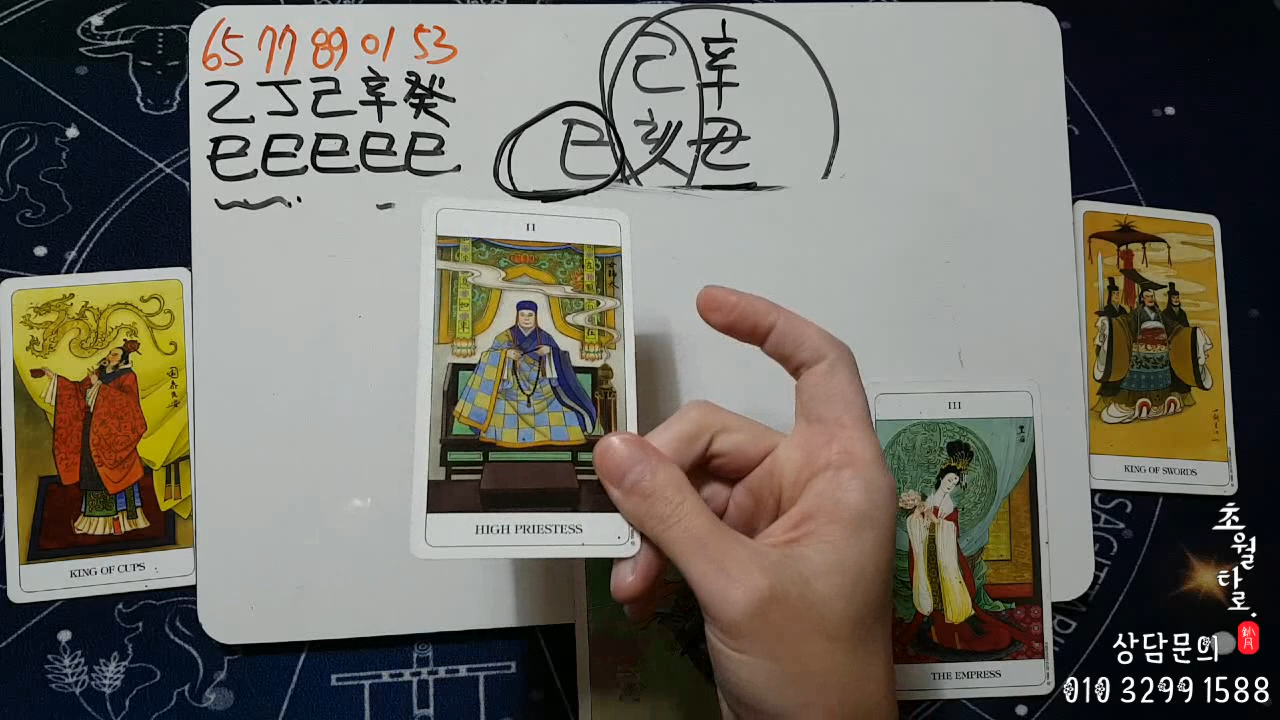 65 77 89 01 53
乙丁己辛癸
巳巳巳巳巳
己辛
巳亥丑
II
HIGH PRIESTESS
KING OF CUPS
III
THE EMPRESS
KING OF SWORDS
SAGITTARIU
초월타로.
상담문의
010 3299 1588